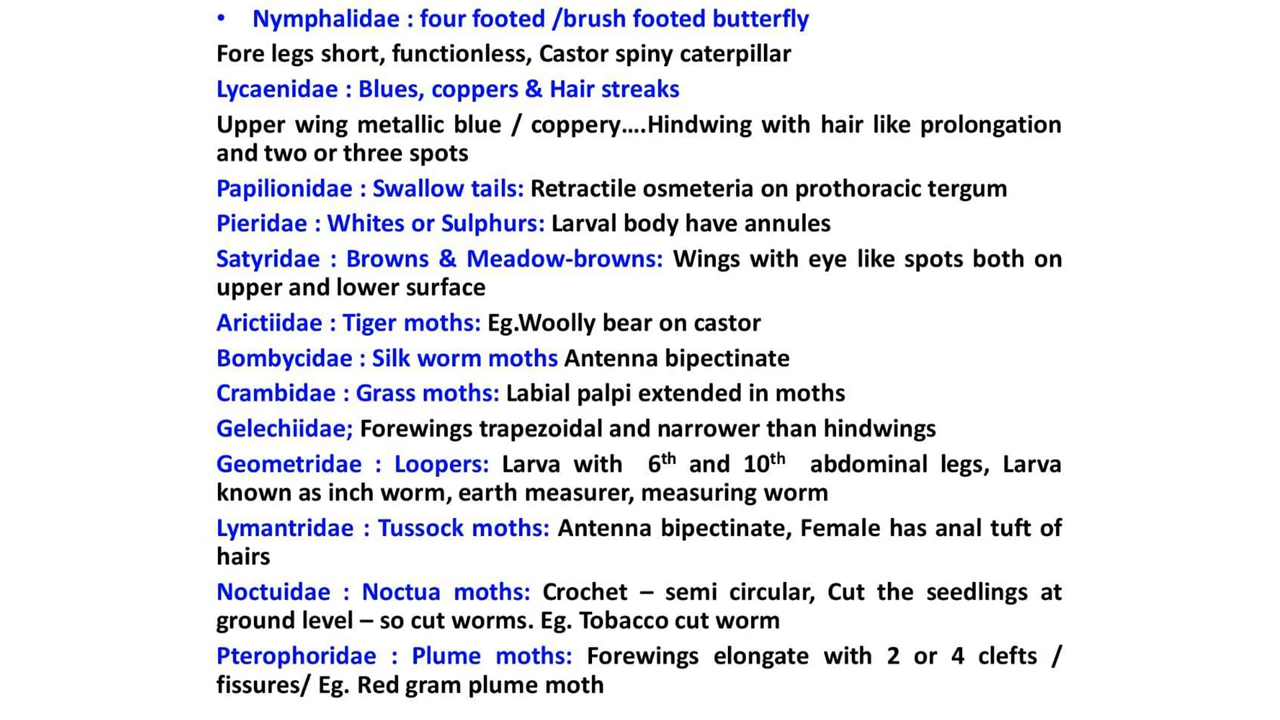 • Nymphalidae : four footed /brush footed butterfly
Fore legs short, functionless, Castor spiny caterpillar
Lycaenidae : Blues, coppers & Hair streaks
Upper wing metallic blue / coppery....Hindwing with hair like prolongation
and two or three spots
Papilionidae : Swallow tails: Retractile osmeteria on prothoracic tergum
Pieridae : Whites or Sulphurs: Larval body have annules
Satyridae : Browns & Meadow-browns: Wings with eye like spots both on
upper and lower surface
Arictiidae : Tiger moths: Eg.Woolly bear on castor
Bombycidae : Silk worm moths Antenna bipectinate
Crambidae : Grass moths: Labial palpi extended in moths
Gelechiidae; Forewings trapezoidal and narrower than hindwings
Geometridae : Loopers: Larva with 6th and 10th abdominal legs, Larva
known as inch worm, earth measurer, measuring worm
Lymantridae : Tussock moths: Antenna bipectinate, Female has anal tuft of
hairs
Noctuidae : Noctua moths: Crochet – semi circular, Cut the seedlings at
ground level – so cut worms. Eg. Tobacco cut worm
Pterophoridae : Plume moths: Forewings elongate with 2 or 4 clefts /
fissures/ Eg. Red gram plume moth